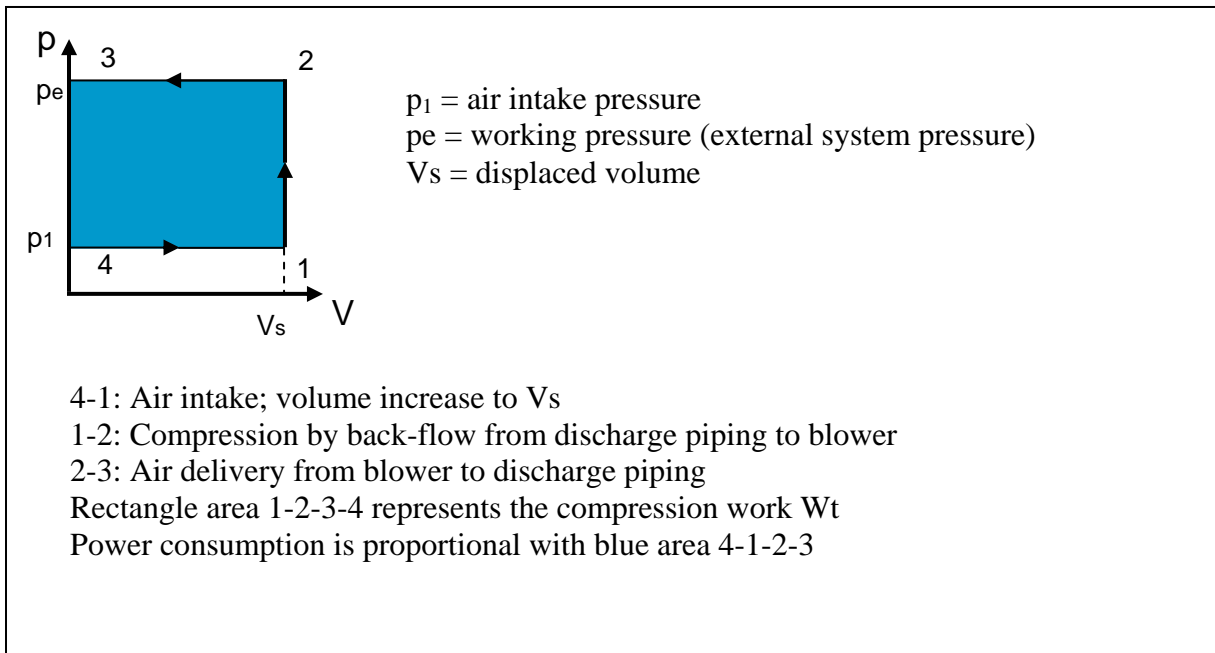 p
3
2
pe
p1
4
1
Vs
V
p1 = air intake pressure
pe = working pressure (external system pressure)
Vs = displaced volume
4-1: Air intake; volume increase to Vs
1-2: Compression by back-flow from discharge piping to blower
2-3: Air delivery from blower to discharge piping
Rectangle area 1-2-3-4 represents the compression work Wt
Power consumption is proportional with blue area 4-1-2-3